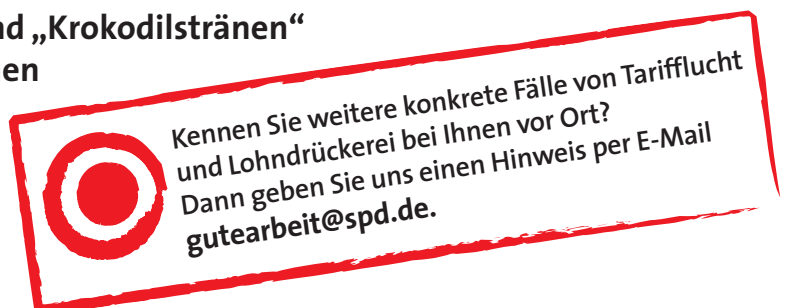 nd „Krokodilstränen“
en
Kennen Sie weitere konkrete Fälle von Tarifflucht
und Lohndrückerei bei Ihnen vor Ort?
Dann geben Sie uns einen Hinweis per E-Mail
gutearbeit@spd.de.